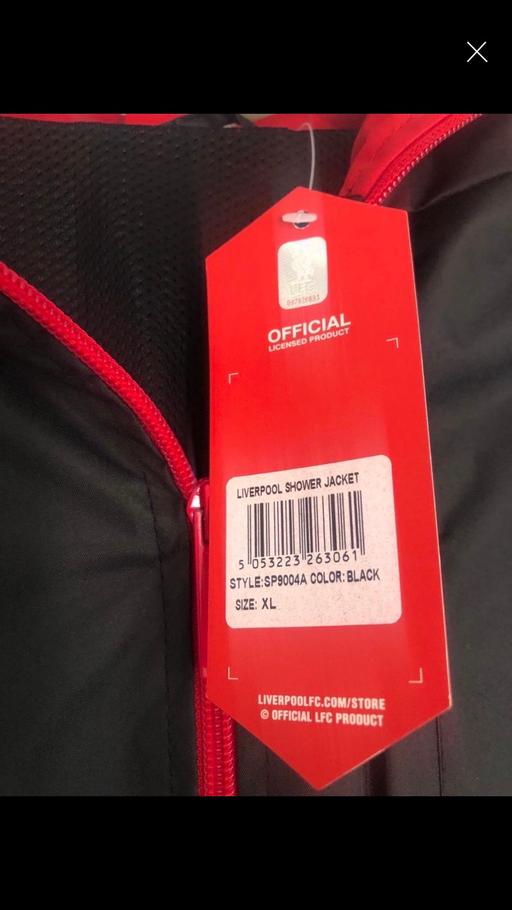 LFC
OFFICIAL
LICENSED PRODUCT
LIVERPOOL SHOWER JACKET
5 053223 263061
STYLE:SP9004A COLOR: BLACK
SIZE: XL
LIVERPOOLFC.COM/STORE
© OFFICIAL LFC PRODUCT